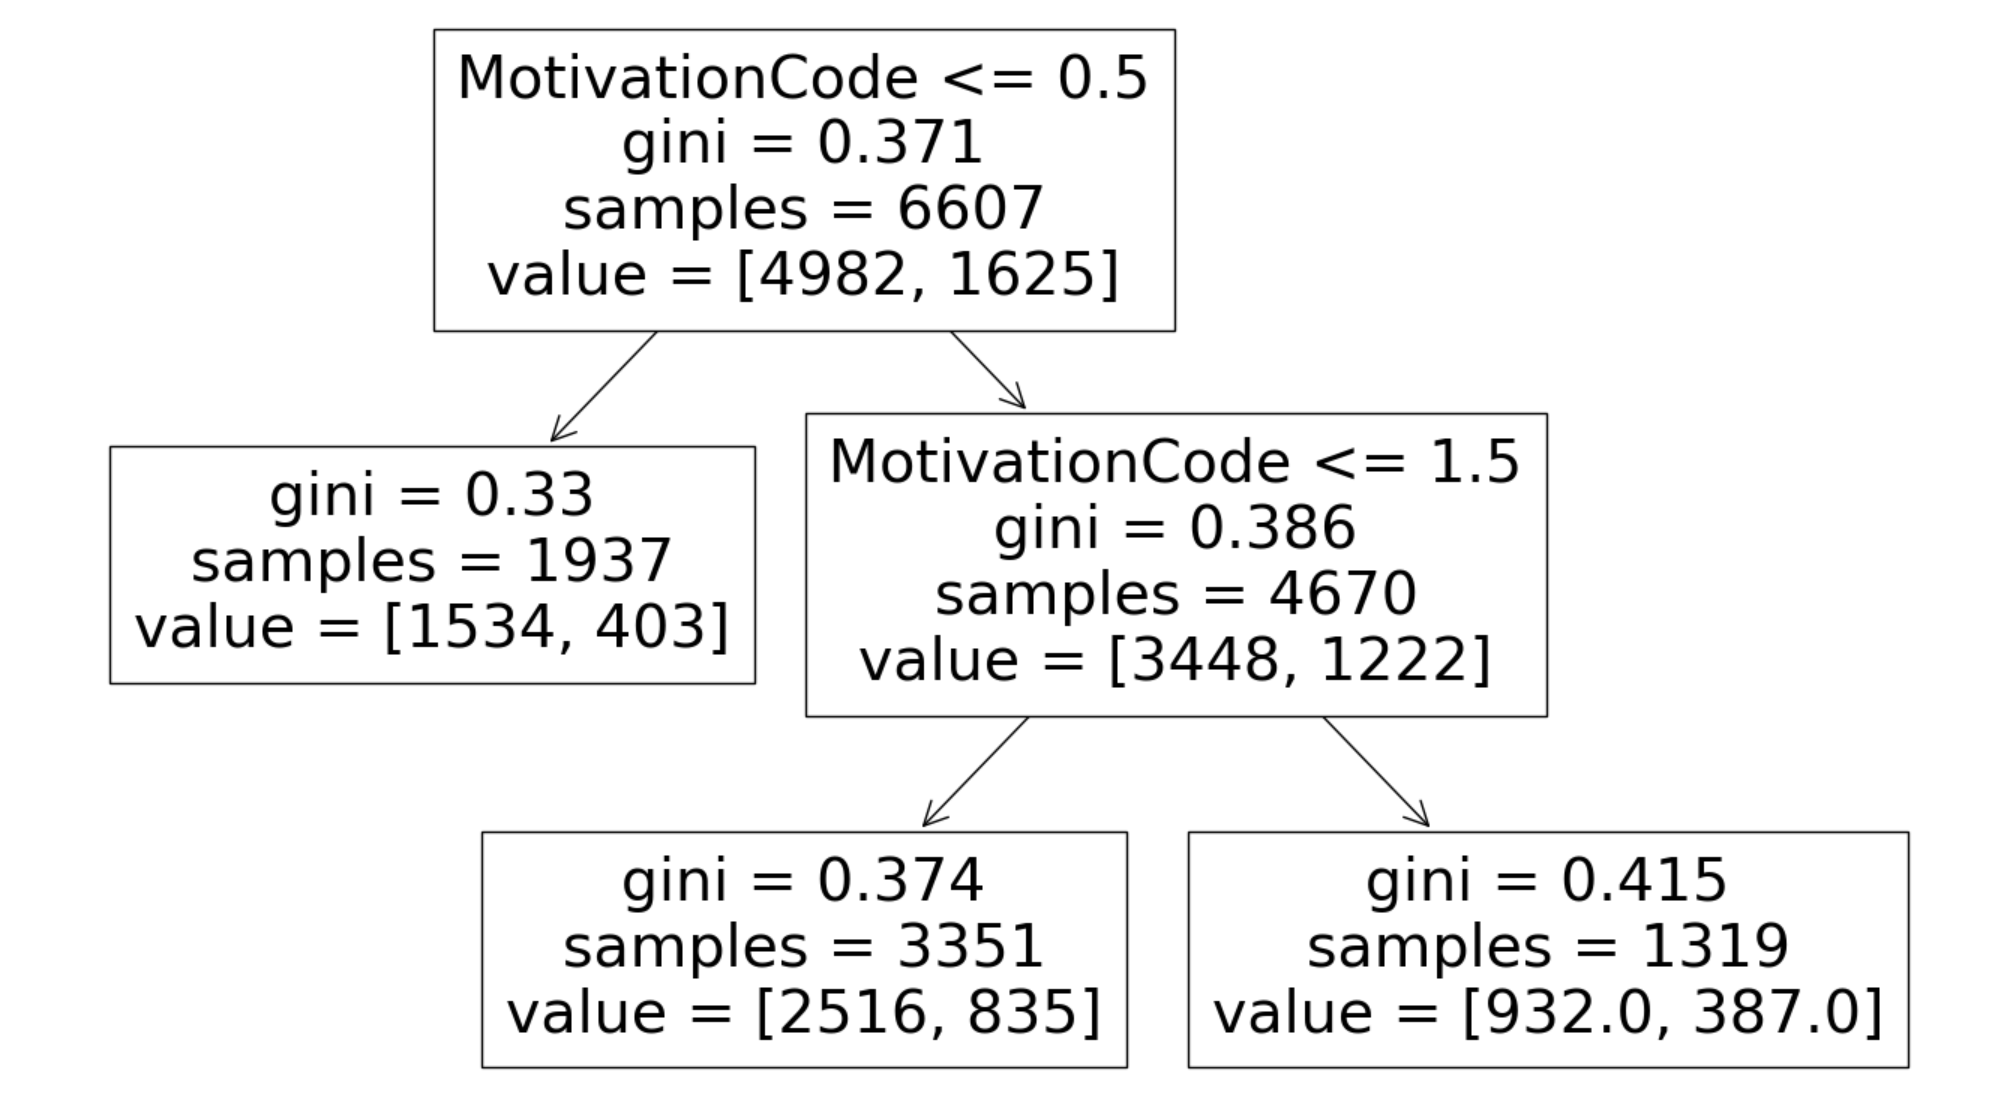 MotivationCode <= 0.5
gini = 0.371
samples = 6607
value = [4982, 1625]
gini = 0.33
samples = 1937
value = [1534, 403]
MotivationCode <= 1.5
gini = 0.386
samples = 4670
value = [3448, 1222]
gini = 0.374
samples = 3351
value = [2516, 835]
gini = 0.415
samples = 1319
value = [932.0, 387.0]